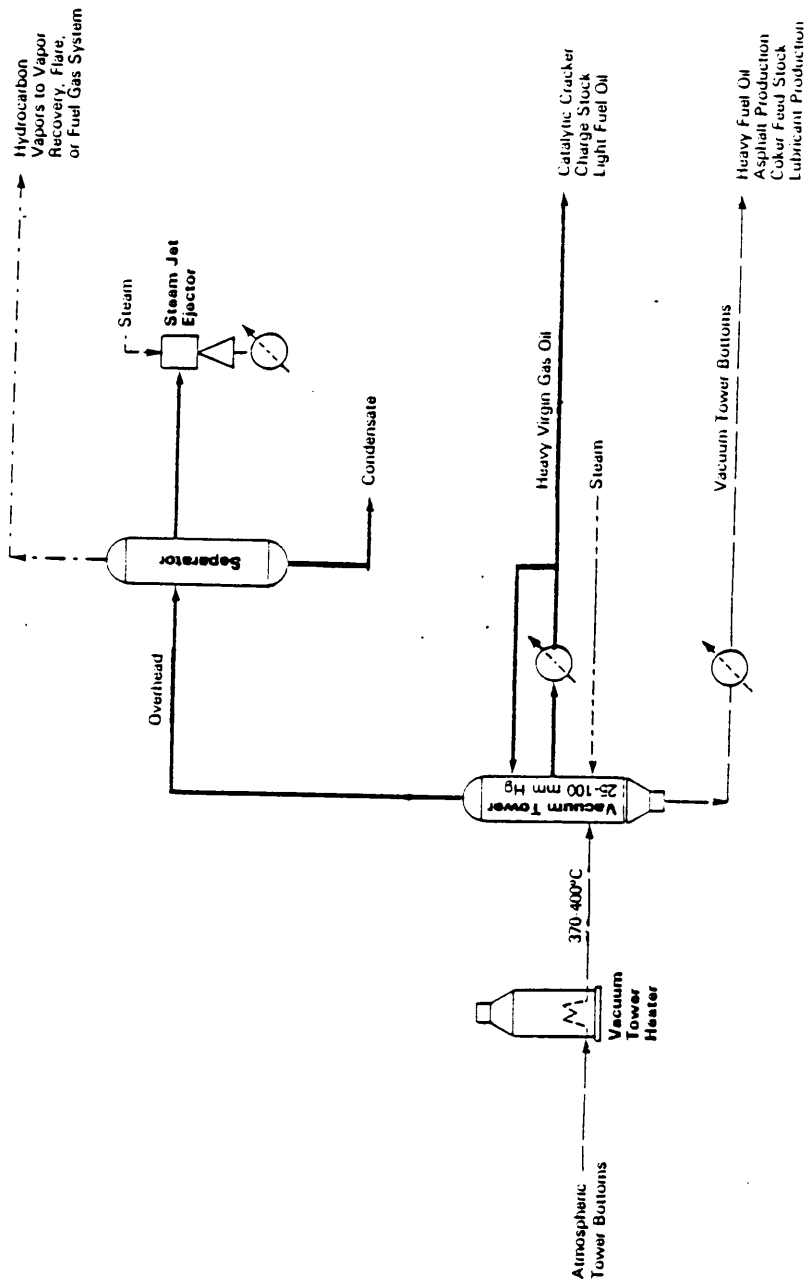 Hydrocarbon
Vapors to Vapor
Recovery, Flare,
or Fuel Gas System
Steam
Steam Jet
Ejector
Separator
Condensate
Overhead
Catalytic Cracker
Charge Stock
Light Fuel Oil
Heavy Virgin Gas Oil
Steam
Vacuum Tower
25-100 mm Hg
Heavy Fuel Oil
Asphalt Production
Coker Feed Stock
Lubricant Production
Vacuum Tower Bottoms
370-400°C
Vacuum
Tower
Heater
Atmospheric
Tower Bottoms